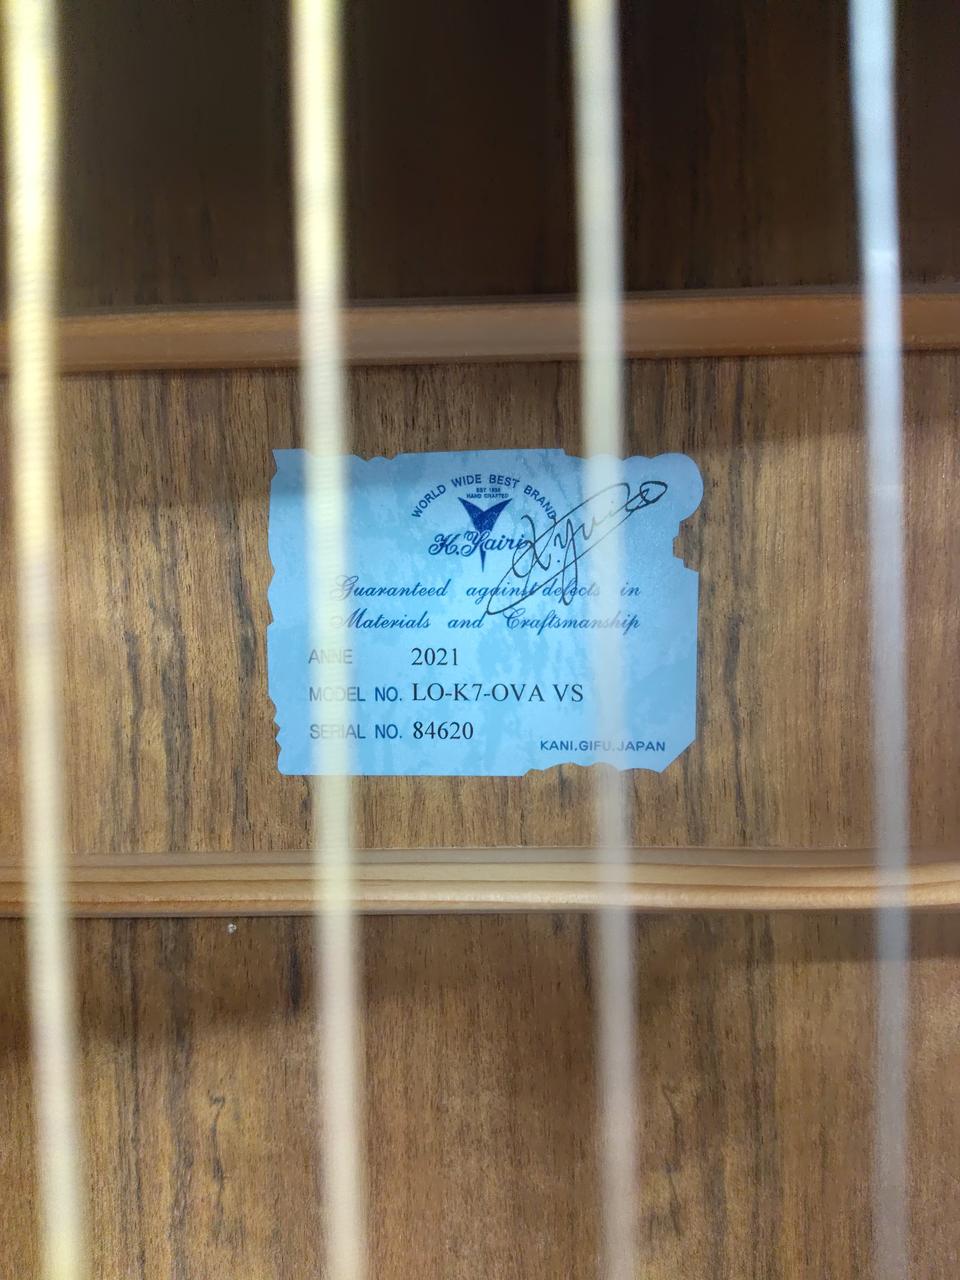 WORLD WIDE BEST BRAND
EST 1935
HAND CRAFTED
K.Yairi
K.Yairi
Guaranteed against defects in
Materials and Craftsmanship
ANNE 2021
MODEL NO. LO-K7-OVA VS
SERIAL NO. 84620
KANI.GIFU.JAPAN